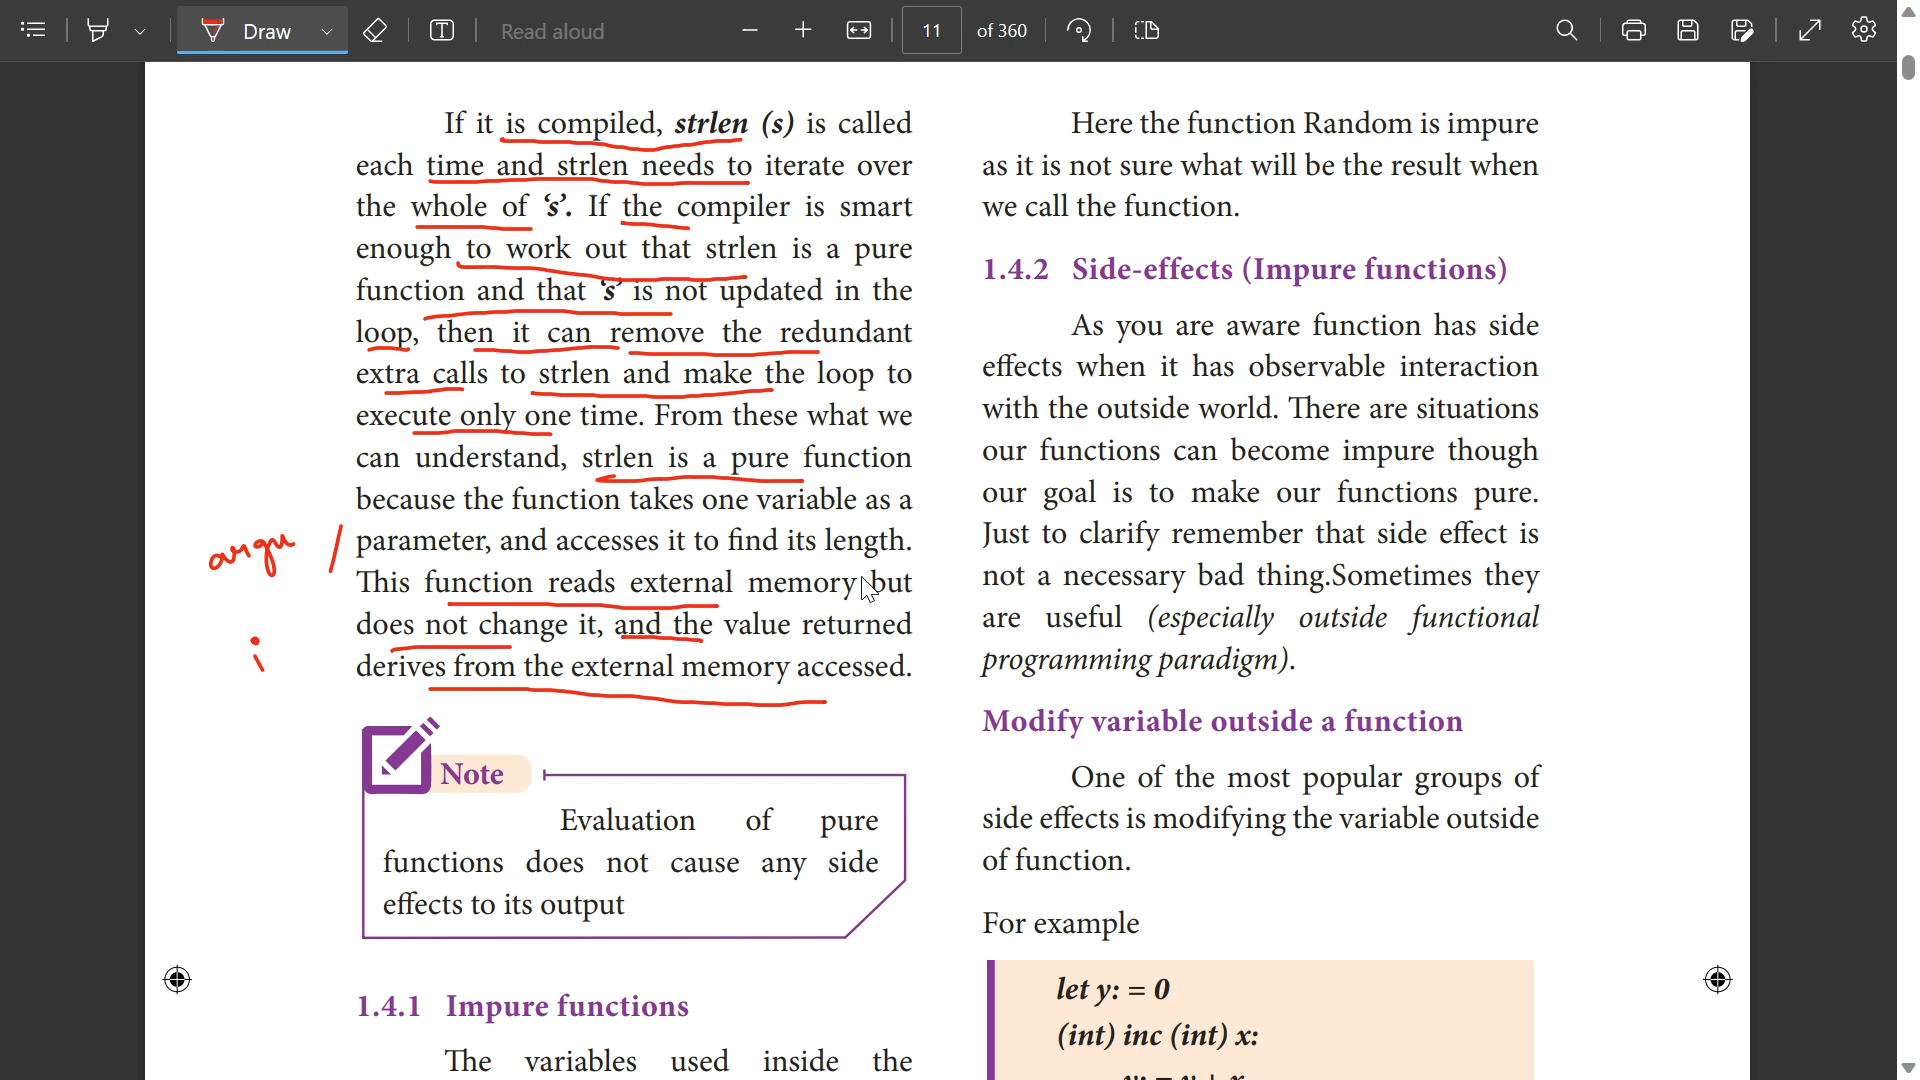 Draw
Read aloud
11
of 360
If it is compiled, strlen (s) is called
each time and strlen needs to iterate over
the whole of ‘s’. If the compiler is smart
enough to work out that strlen is a pure
function and that ‘s’ is not updated in the
loop, then it can remove the redundant
extra calls to strlen and make the loop to
execute only one time. From these what we
can understand, strlen is a pure function
because the function takes one variable as a
parameter, and accesses it to find its length.
This function reads external memory but
does not change it, and the value returned
derives from the external memory accessed.
argu /
i
Note
Evaluation of pure
functions does not cause any side
effects to its output
1.4.1 Impure functions
The variables used inside the
Here the function Random is impure
as it is not sure what will be the result when
we call the function.
1.4.2 Side-effects (Impure functions)
As you are aware function has side
effects when it has observable interaction
with the outside world. There are situations
our functions can become impure though
our goal is to make our functions pure.
Just to clarify remember that side effect is
not a necessary bad thing.Sometimes they
are useful (especially outside functional
programming paradigm).
Modify variable outside a function
One of the most popular groups of
side effects is modifying the variable outside
of function.
For example
let y: = 0
(int) inc (int) x: